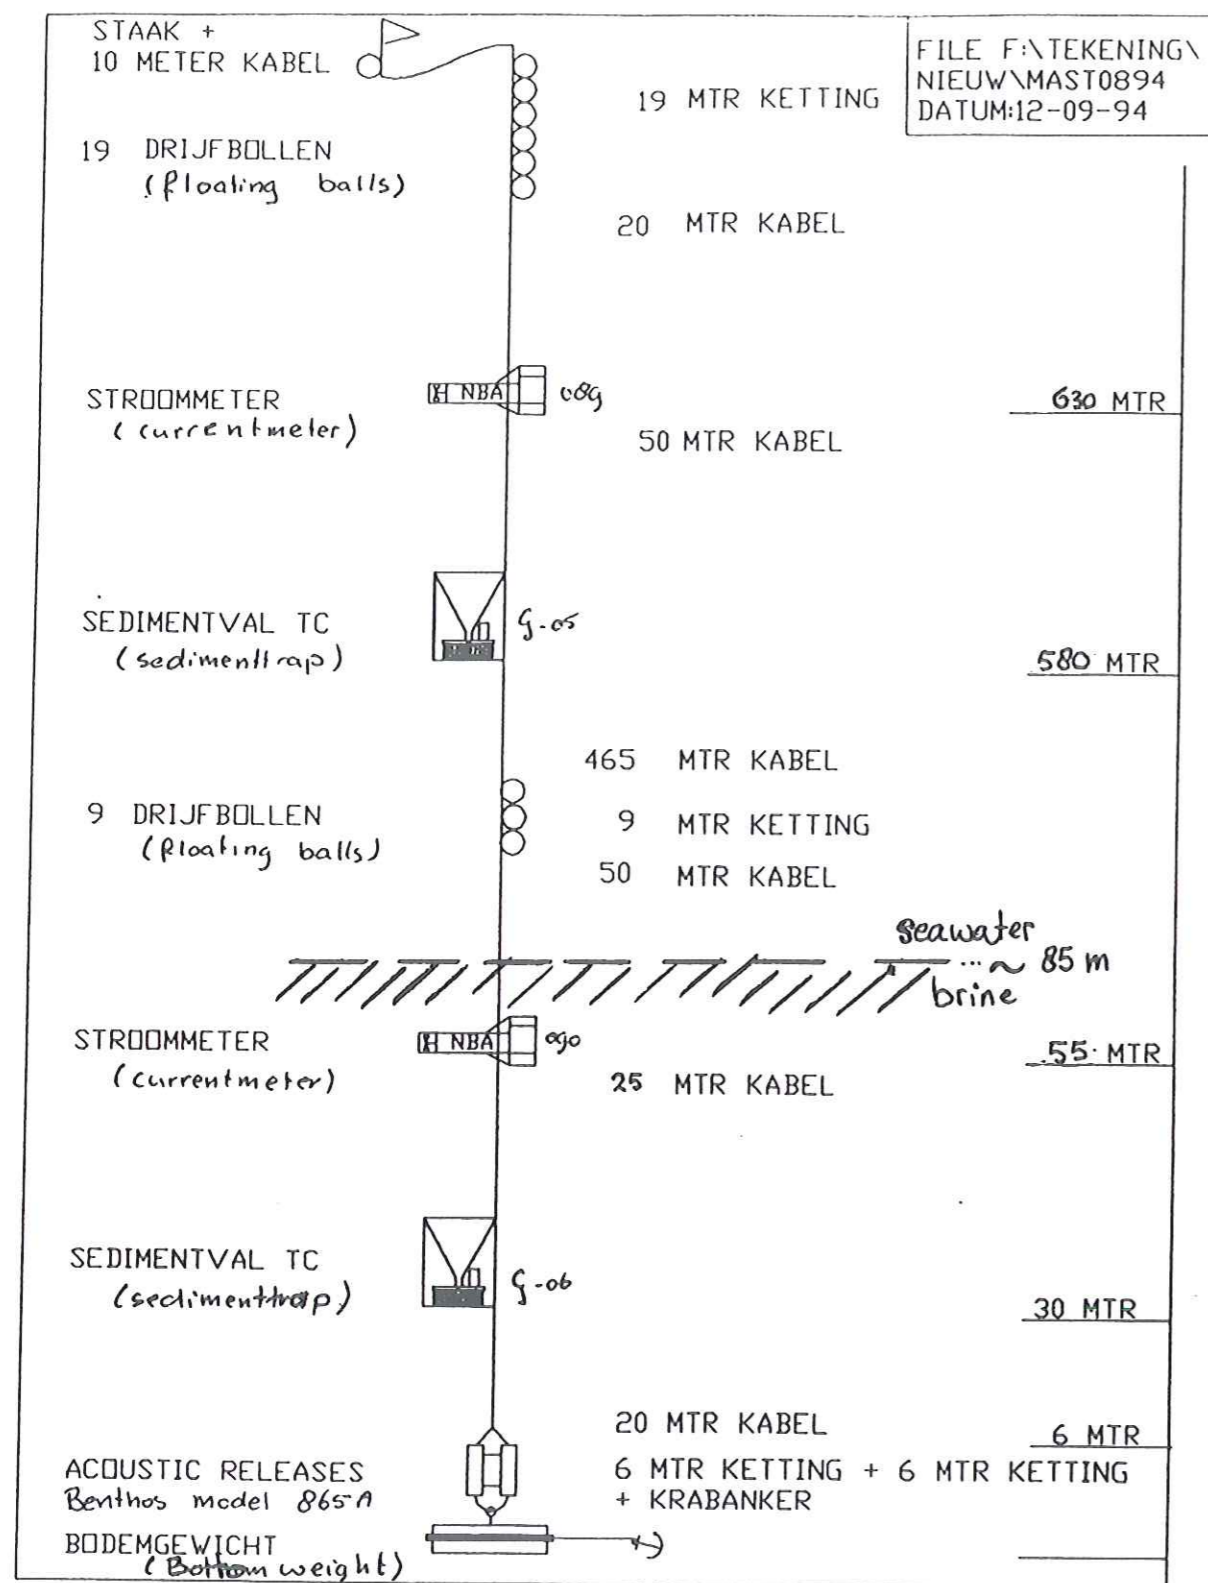 STAAK +
10 METER KABEL
FILE F:\TEKENING\
NIEUW\MAST0894
DATUM:12-09-94
19 MTR KETTING
19 DRIJFBOLLEN
(floating balls)
20 MTR KABEL
STROOMMETER
(currentmeter)
NBA
089
630 MTR
50 MTR KABEL
SEDIMENTVAL TC
(sedimenttrap)
G-05
580 MTR
465 MTR KABEL
9 DRIJFBOLLEN
(floating balls)
9 MTR KETTING
50 MTR KABEL
seawater
... ~ 85 m
brine
STROOMMETER
(currentmeter)
NBA
090
55 MTR
25 MTR KABEL
SEDIMENTVAL TC
(sedimenttrap)
G-06
30 MTR
20 MTR KABEL
6 MTR
ACOUSTIC RELEASES
Benthos model 865-A
6 MTR KETTING + 6 MTR KETTING
+ KRABANKER
BODEMGEWICHT
(Bottom weight)